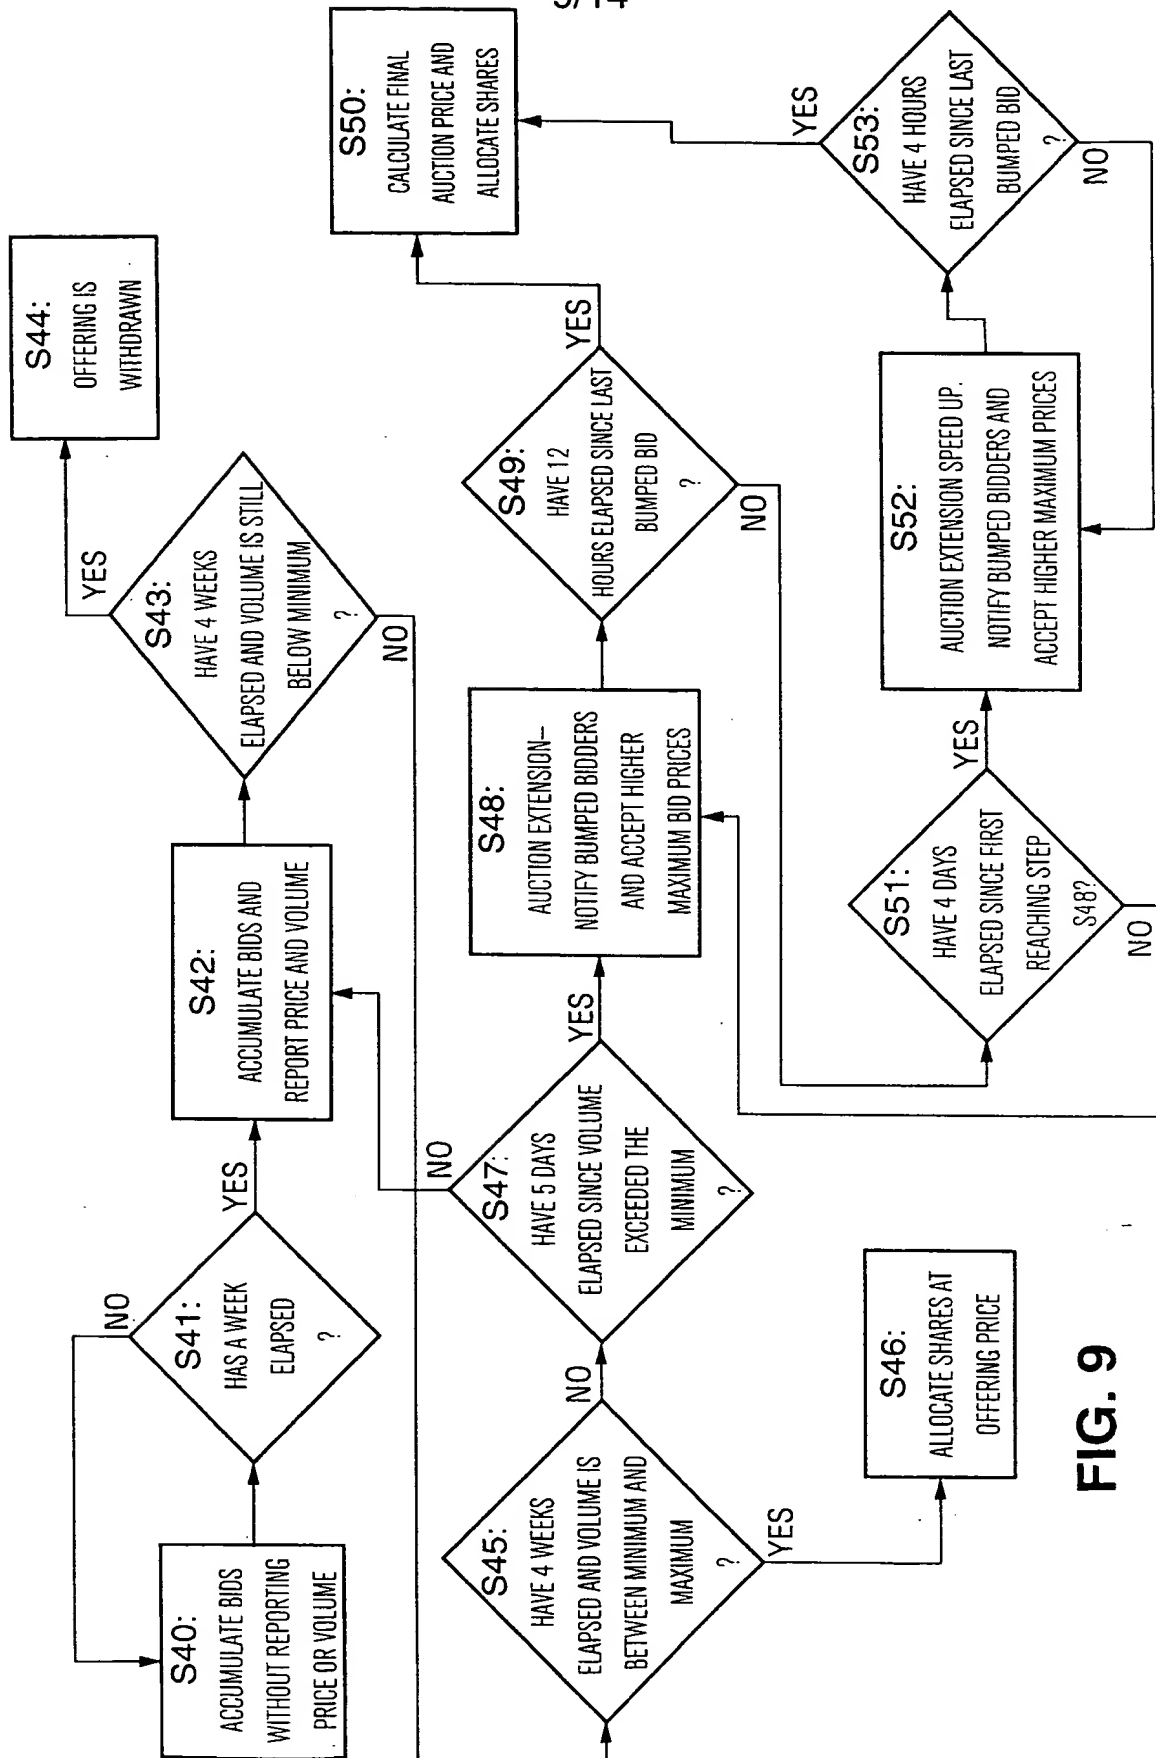 9/14
S40:
ACCUMULATE BIDS
WITHOUT REPORTING
PRICE OR VOLUME
S41:
HAS A WEEK
ELAPSED
?
NO
YES
S42:
ACCUMULATE BIDS AND
REPORT PRICE AND VOLUME
S43:
HAVE 4 WEEKS
ELAPSED AND VOLUME IS STILL
BELOW MINIMUM
?
YES
NO
S44:
OFFERING IS
WITHDRAWN
S45:
HAVE 4 WEEKS
ELAPSED AND VOLUME IS
BETWEEN MINIMUM AND
MAXIMUM
?
NO
YES
S46:
ALLOCATE SHARES AT
OFFERING PRICE
S47:
HAVE 5 DAYS
ELAPSED SINCE VOLUME
EXCEEDED THE
MINIMUM
?
NO
YES
S48:
AUCTION EXTENSION–
NOTIFY BUMPED BIDDERS
AND ACCEPT HIGHER
MAXIMUM BID PRICES
S49:
HAVE 12
HOURS ELAPSED SINCE LAST
BUMPED BID
?
YES
NO
S50:
CALCULATE FINAL
AUCTION PRICE AND
ALLOCATE SHARES
S51:
HAVE 4 DAYS
ELAPSED SINCE FIRST
REACHING STEP
S48?
YES
NO
S52:
AUCTION EXTENSION SPEED UP.
NOTIFY BUMPED BIDDERS AND
ACCEPT HIGHER MAXIMUM PRICES
S53:
HAVE 4 HOURS
ELAPSED SINCE LAST
BUMPED BID
?
YES
NO
FIG. 9